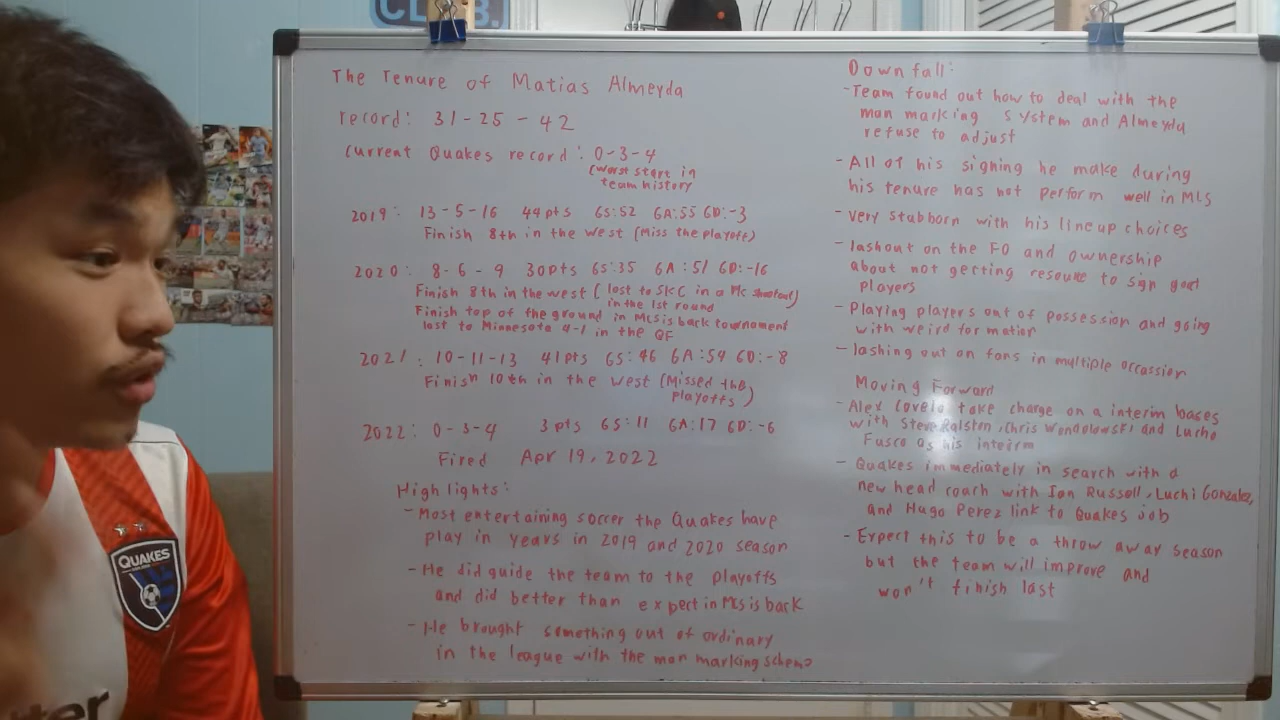 The Tenure of Matias Almeyda
record: 31-25-42
current Quakes record: 0-3-4
(worst start in
team history
2019: 13-5-16 44pts GS:52 GA:55 GD:-3
Finish 8th in the west (Miss the playoff)
2020: 8-6-9 30pts GS:35 GA:51 GD:-16
Finish 8th in the west (lost to SKC in a PK shootout)
in the 1st round
Finish top of the ground in MLS is back tournament
lost to Minnesota 4-1 in the QF
2021: 10-11-13 41pts GS:46 GA:54 GD:-8
Finish 10th in the west (Missed the
playoffs)
2022: 0-3-4 3pts GS:11 GA:17 GD:-6
Fired Apr 19, 2022
Highlights:
- Most entertaining soccer the Quakes have
play in years in 2019 and 2020 season
- He did guide the team to the playoffs
and did better than expect in MLS is back
- He brought something out of ordinary
in the league with the man marking scheme
Downfall:
- Team found out how to deal with the
man marking system and Almeyda
refuse to adjust
- All of his signing he make during
his tenure has not perform well in MLS
- very stubborn with his lineup choices
- lashout on the FO and ownership
about not getting resourse to sign good
players
- Playing players out of possession and going
with weird formation
- lashing out on fans in multiple occassion
Moving Forward
- Alex Covelo take charge on a interim bases
with Steve Ralston, Chris Wondolowski and Luciano
Fusco as his inteirm
- Quakes immediately in search with a
new head coach with Ian Russell, Luchi Gonzalez,
and Hugo Perez link to Quakes job
- Expect this to be a throw away season
but the team will improve and
won't finish last
QUAKES